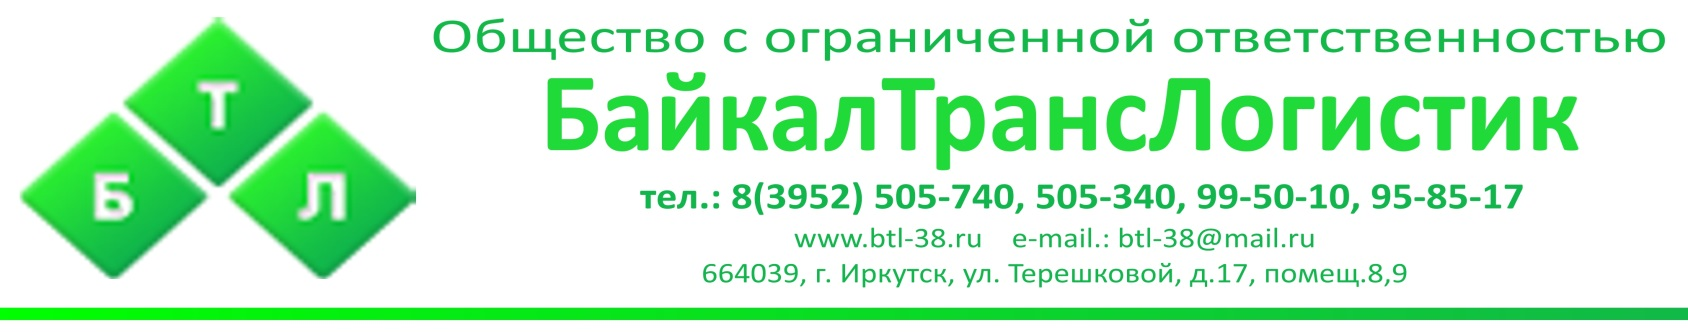 Т
Б Л
Общество с ограниченной ответственностью
БайкалТрансЛогистик
тел.: 8(3952) 505-740, 505-340, 99-50-10, 95-85-17
www.btl-38.ru e-mail.: btl-38@mail.ru
664039, г. Иркутск, ул. Терешковой, д.17, помещ.8,9